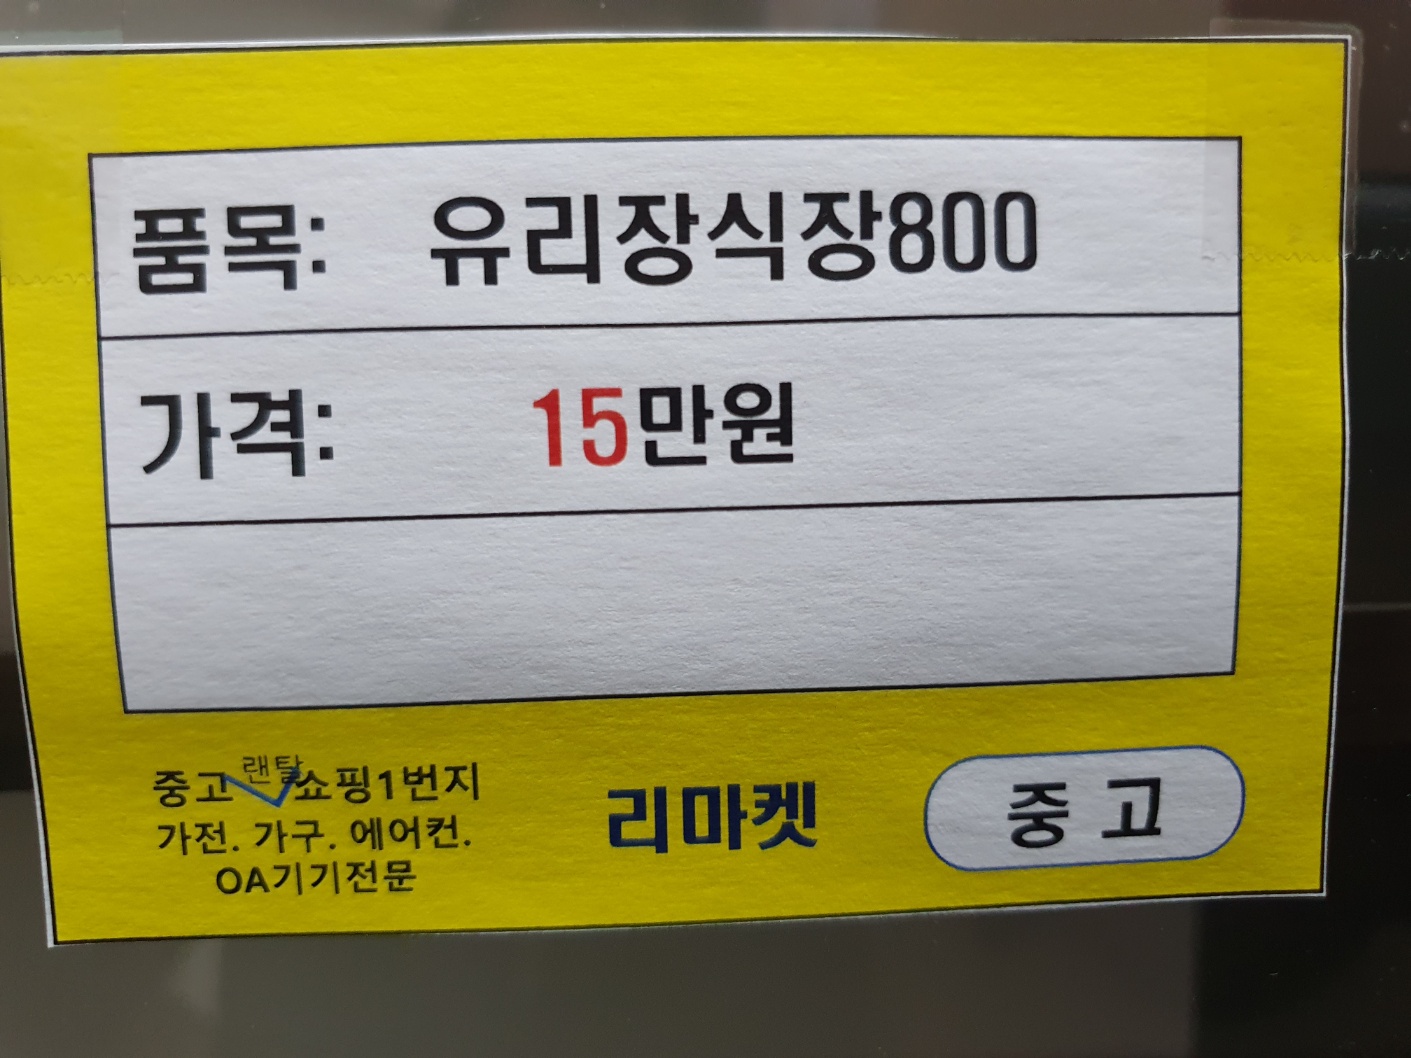 품목: 유리장식장800
가격: 15만원
랜탈
중고 쇼핑1번지
가전. 가구. 에어컨.
OA기기전문
리마켓
중 고